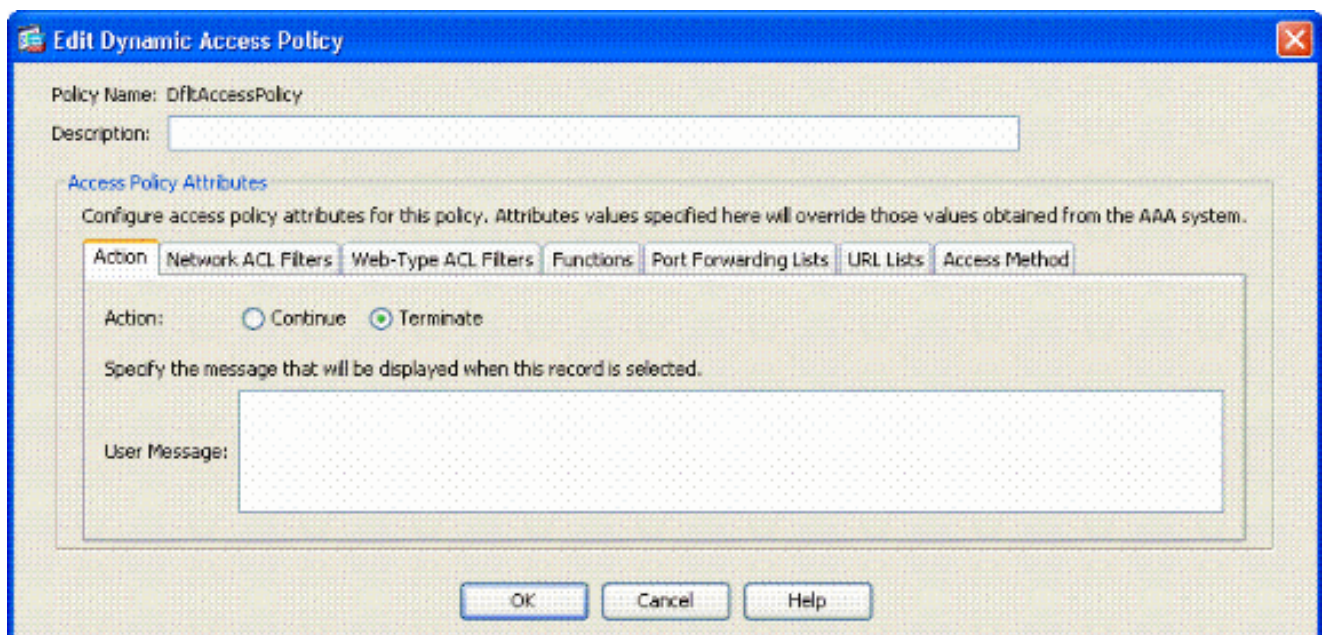 Edit Dynamic Access Policy
Policy Name: DfltAccessPolicy
Description:
Access Policy Attributes
Configure access policy attributes for this policy. Attributes values specified here will override those values obtained from the AAA system.
Action Network ACL Filters Web-Type ACL Filters Functions Port Forwarding Lists URL Lists Access Method
Action: Continue Terminate
Specify the message that will be displayed when this record is selected.
User Message:
OK Cancel Help